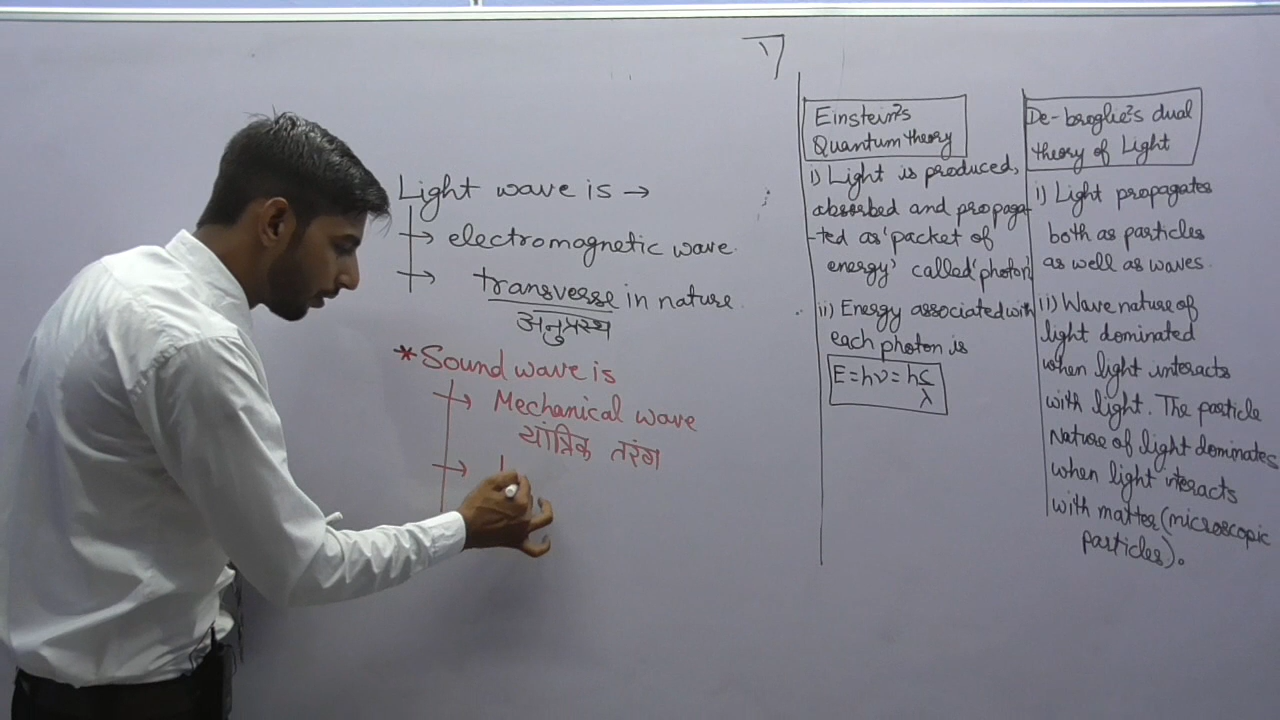 Light wave is →
→ electromagnetic wave.
→ transverse in nature
अनुप्रस्थ
* Sound wave is
→ Mechanical wave
यांत्रिक तरंग
→
Einstein's
Quantum theory
i) Light is produced,
absorbed and propaga-
-ted as 'packet of
energy' called 'photon'
ii) Energy associated with
each photon is
E=hν=hc/λ
De-broglie's dual
theory of Light
i) Light propagates
both as particles
as well as waves.
ii) Wave nature of
light dominated
when light interacts
with light. The particle
Nature of light dominates
when light interacts
with matter (microscopic
particles).